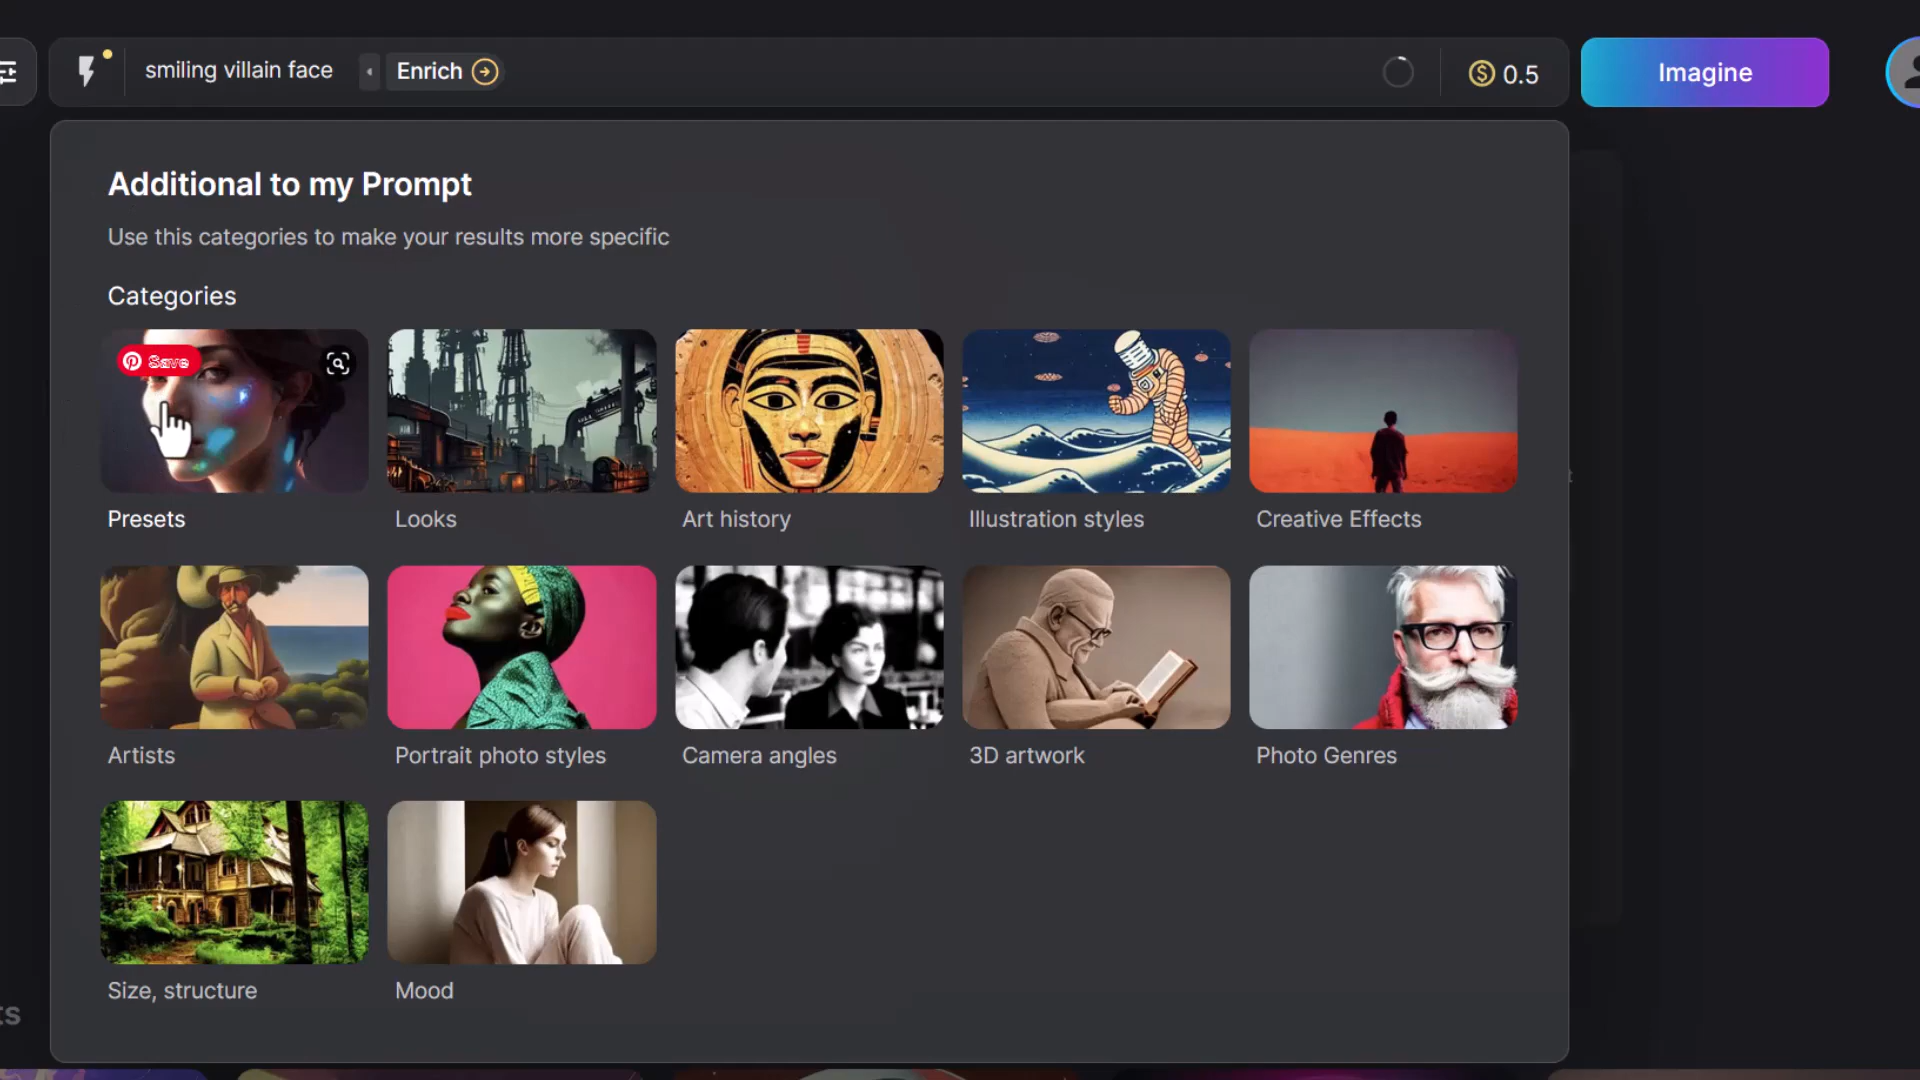 smiling villain face
Enrich
0.5
Imagine
Additional to my Prompt
Use this categories to make your results more specific
Categories
Save
Presets
Looks
Art history
Illustration styles
Creative Effects
Artists
Portrait photo styles
Camera angles
3D artwork
Photo Genres
Size, structure
Mood
ts